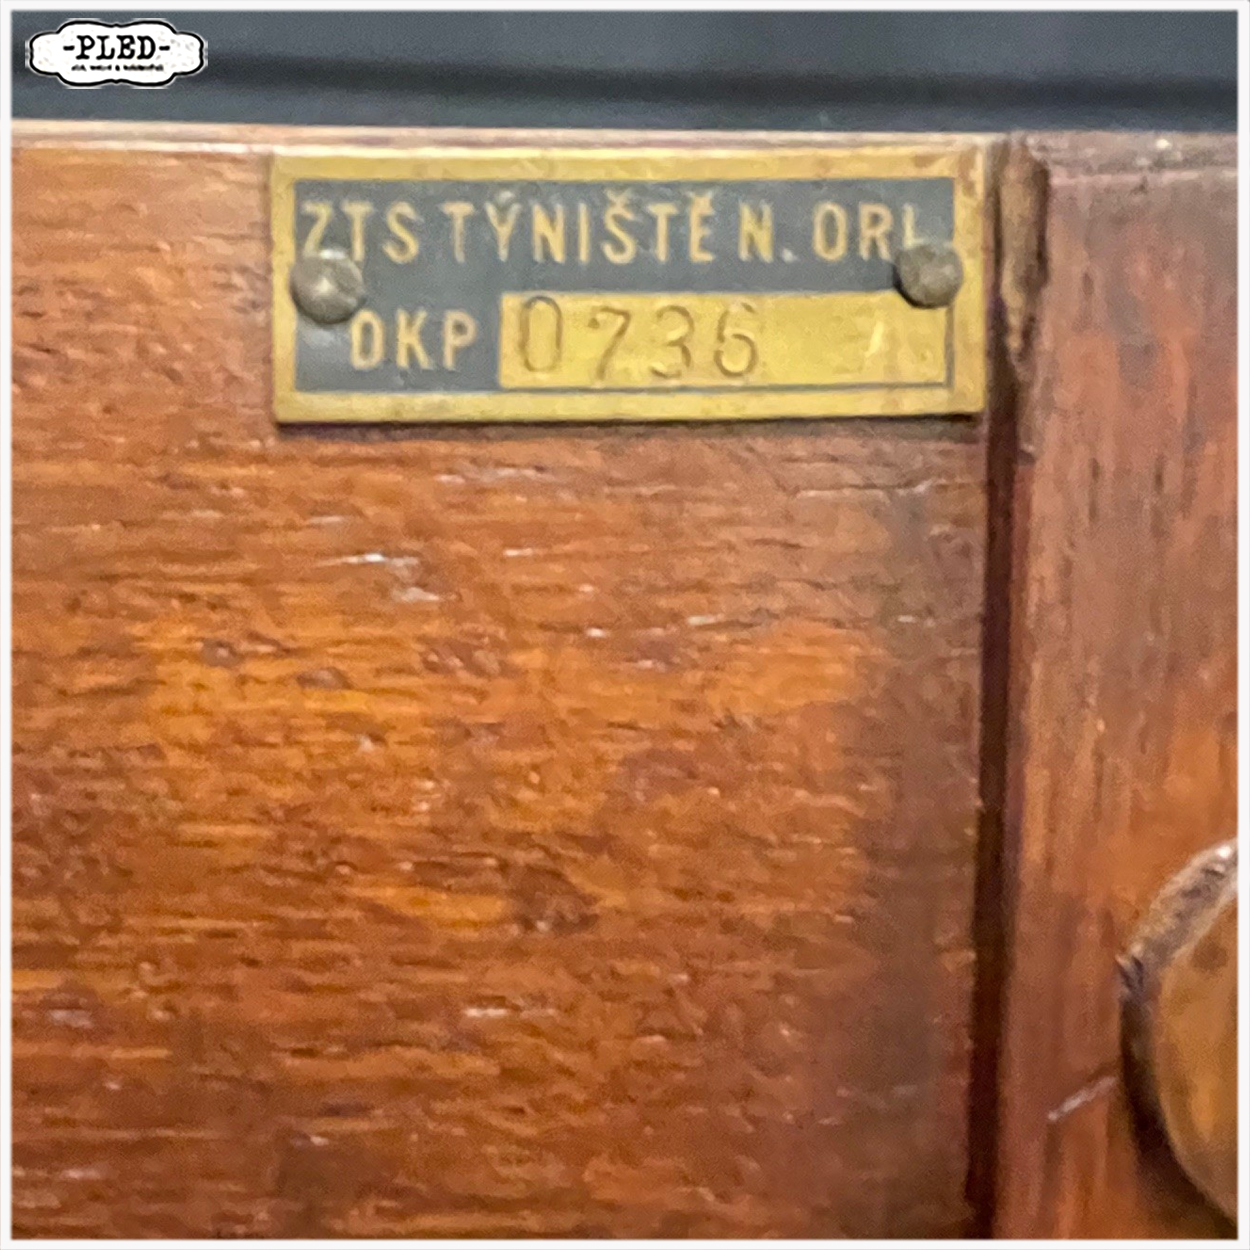 -PLED-
ZTS TÝNIŠTĚ N. ORL.
DKP 0736